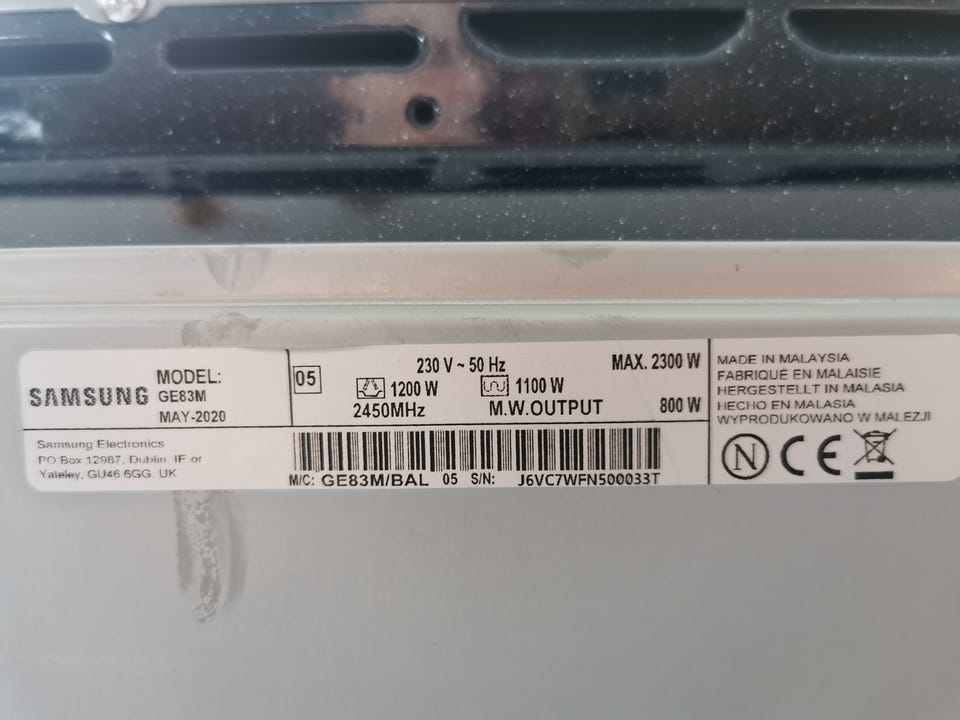 SAMSUNG
MODEL:
GE83M
MAY-2020
05
230 V ~ 50 Hz
MAX. 2300 W
1200 W
1100 W
2450MHz
M.W.OUTPUT
800 W
MADE IN MALAYSIA
FABRIQUÉ EN MALAISIE
HERGESTELLT IN MALASIA
HECHO EN MALASIA
WYPRODUKOWANO W MALEZJI
Samsung Electronics
PO Box 12987, Dublin. IE or
Yateley, GU46 6GG. UK
M/C: GE83M/BAL 05 S/N: J6VC7WFN500033T
N
CE